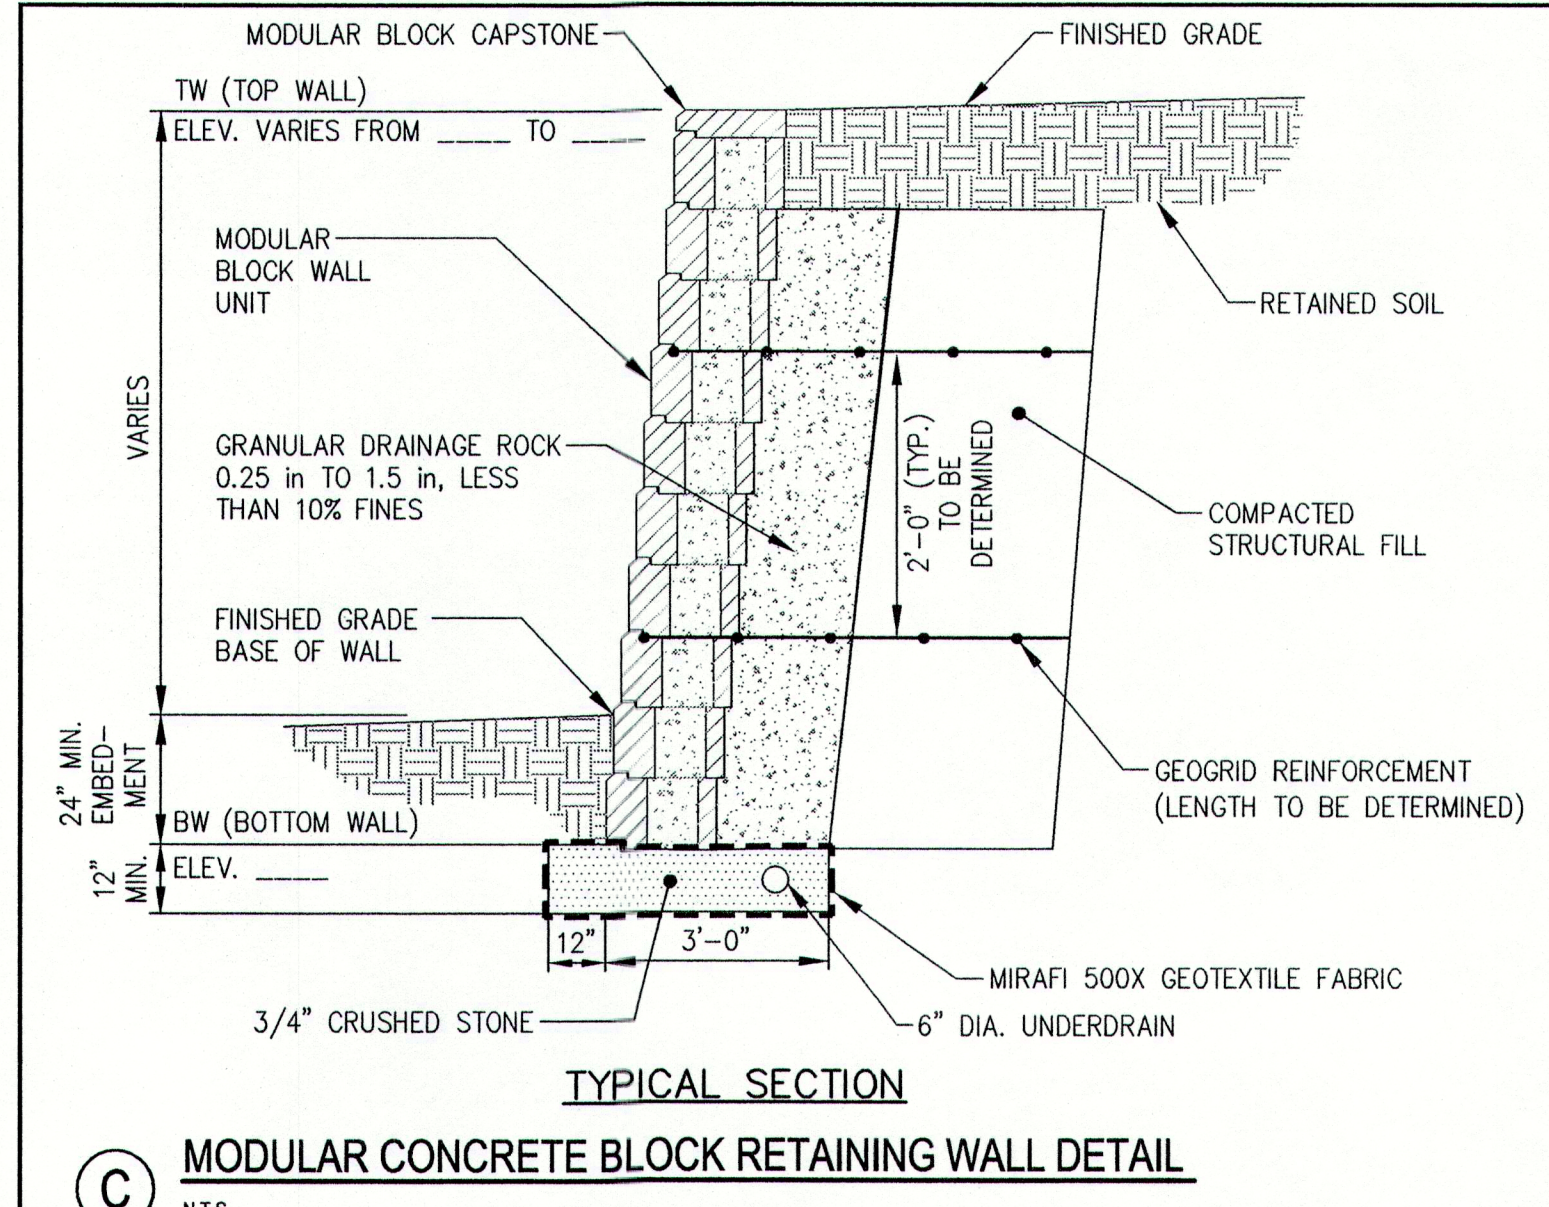 MODULAR BLOCK CAPSTONE
FINISHED GRADE
TW (TOP WALL)
ELEV. VARIES FROM ____ TO ____
MODULAR
BLOCK WALL
UNIT
RETAINED SOIL
VARIES
GRANULAR DRAINAGE ROCK
0.25 in TO 1.5 in, LESS
THAN 10% FINES
2'-0" (TYP.)
TO BE
DETERMINED
COMPACTED
STRUCTURAL FILL
FINISHED GRADE
BASE OF WALL
24" MIN.
EMBED-
MENT
GEOGRID REINFORCEMENT
(LENGTH TO BE DETERMINED)
BW (BOTTOM WALL)
12"
MIN.
ELEV. ____
12"
3'-0"
MIRAFI 500X GEOTEXTILE FABRIC
3/4" CRUSHED STONE
6" DIA. UNDERDRAIN
TYPICAL SECTION
C
MODULAR CONCRETE BLOCK RETAINING WALL DETAIL
N.T.S.